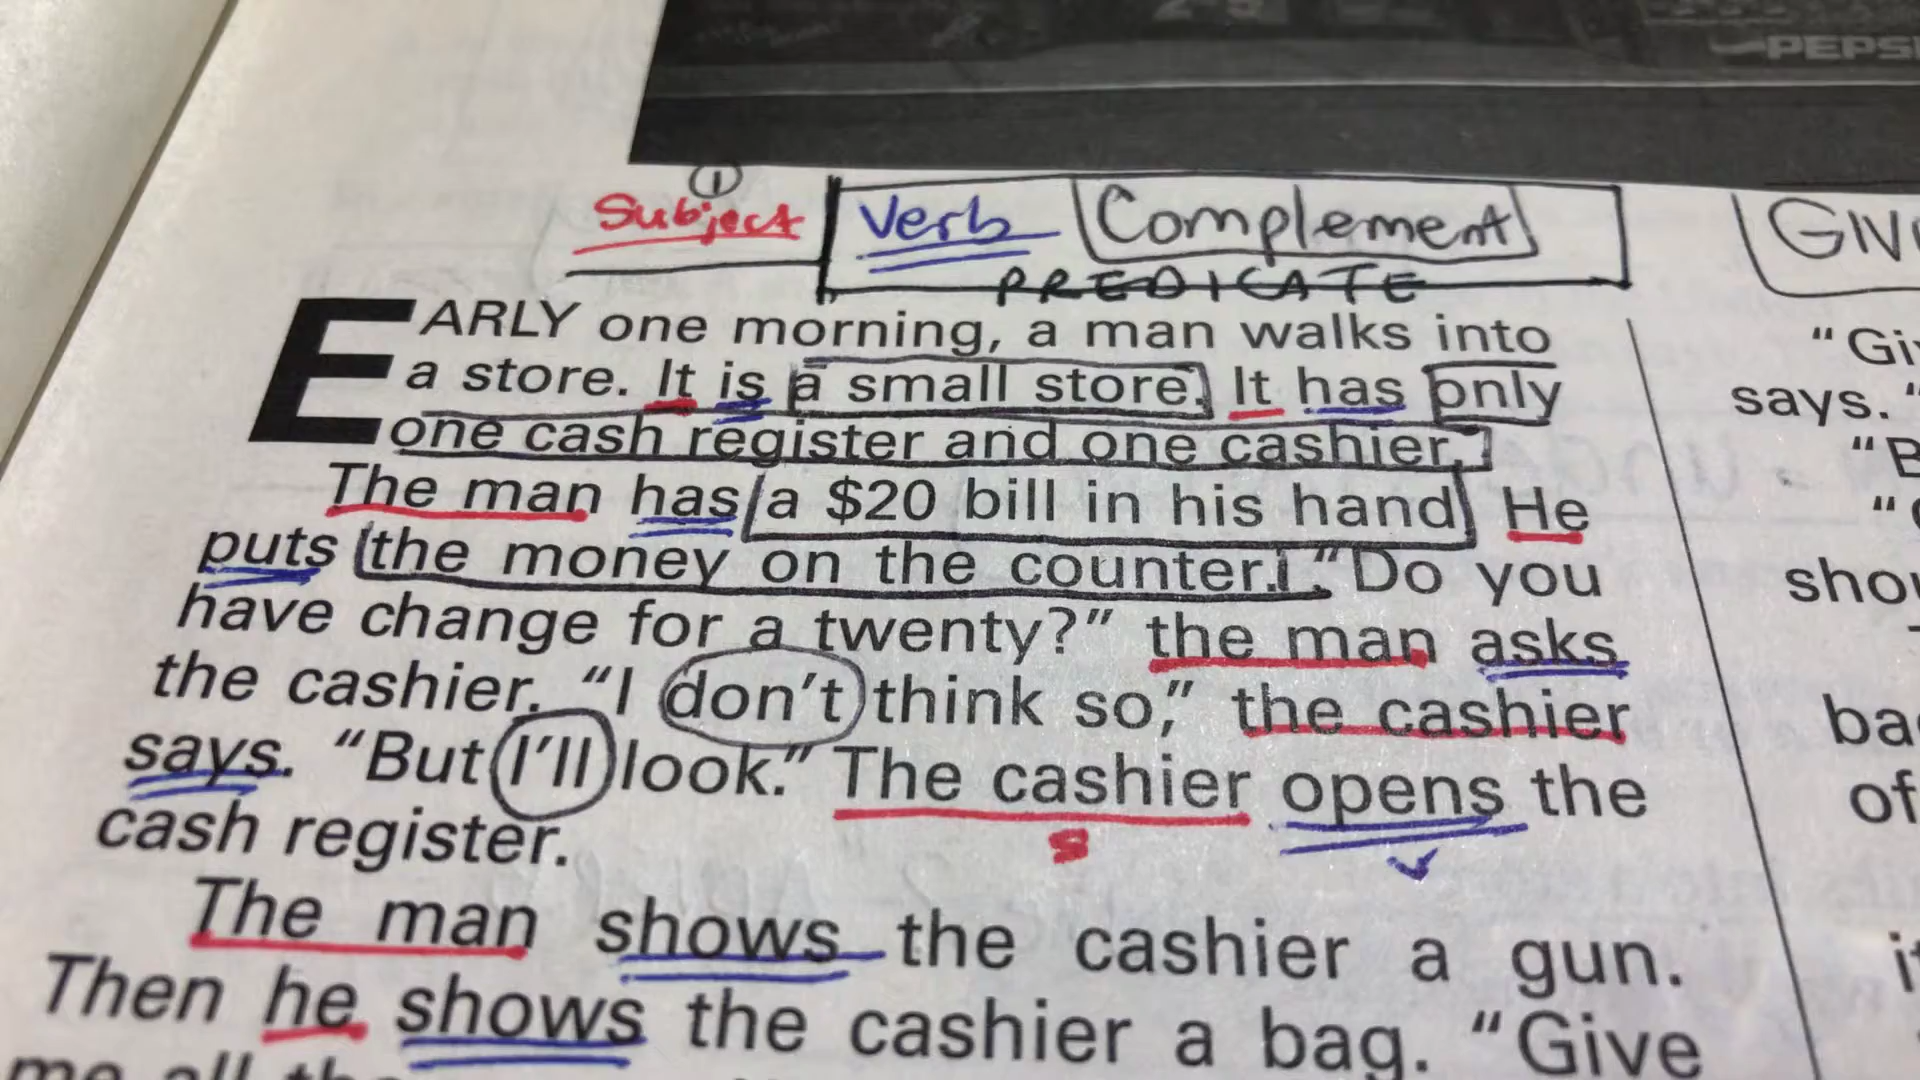 PEPSI
①
Subject Verb Complement
PREDICATE
EARLY one morning, a man walks into
a store. It is a small store. It has only
one cash register and one cashier.
The man has a $20 bill in his hand. He
puts the money on the counter. "Do you
have change for a twenty?" the man asks
the cashier. "I don't think so," the cashier
says. "But I'll look." The cashier opens the
S V
cash register.
The man shows the cashier a gun.
Then he shows the cashier a bag. "Give
me all
GIV
"Gi
says. "
"B
"
sho
ba
of